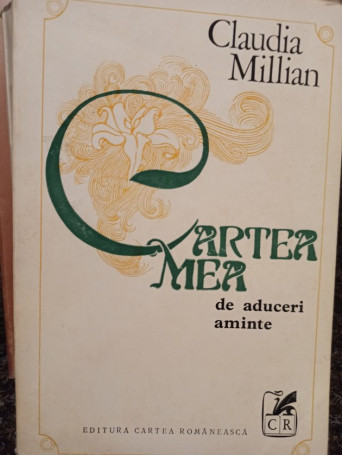 Claudia
Millian
CARTEA
MEA
de aduceri
aminte
EDITURA CARTEA ROMÂNEASCĂ
CR